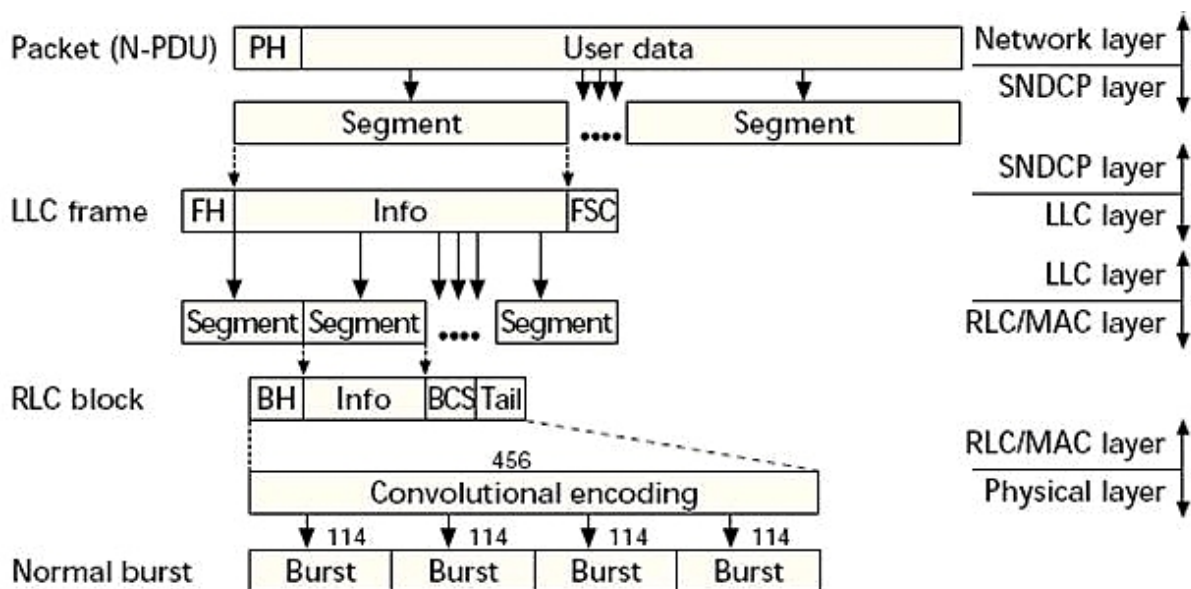 Packet (N-PDU) PH User data Network layer
SNDCP layer
Segment •••• Segment
SNDCP layer
LLC frame FH Info FSC LLC layer
LLC layer
Segment Segment •••• Segment RLC/MAC layer
RLC block BH Info BCS Tail
RLC/MAC layer
456
Convolutional encoding Physical layer
114 114 114 114
Normal burst Burst Burst Burst Burst